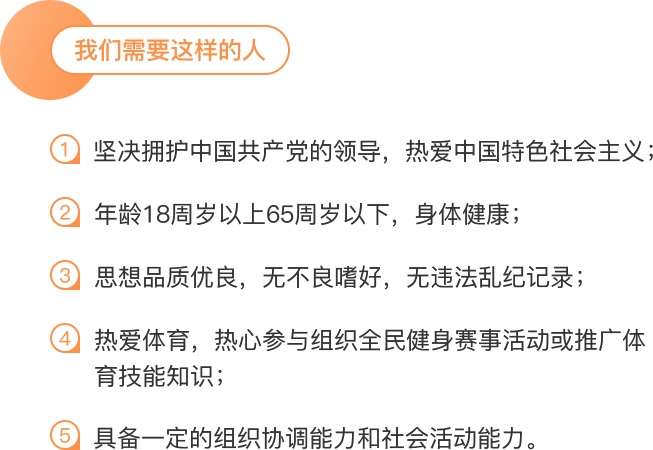 我们需要这样的人
1 坚决拥护中国共产党的领导，热爱中国特色社会主义；
2 年龄18周岁以上65周岁以下，身体健康；
3 思想品质优良，无不良嗜好，无违法乱纪记录；
4 热爱体育，热心参与组织全民健身赛事活动或推广体
育技能知识；
5 具备一定的组织协调能力和社会活动能力。